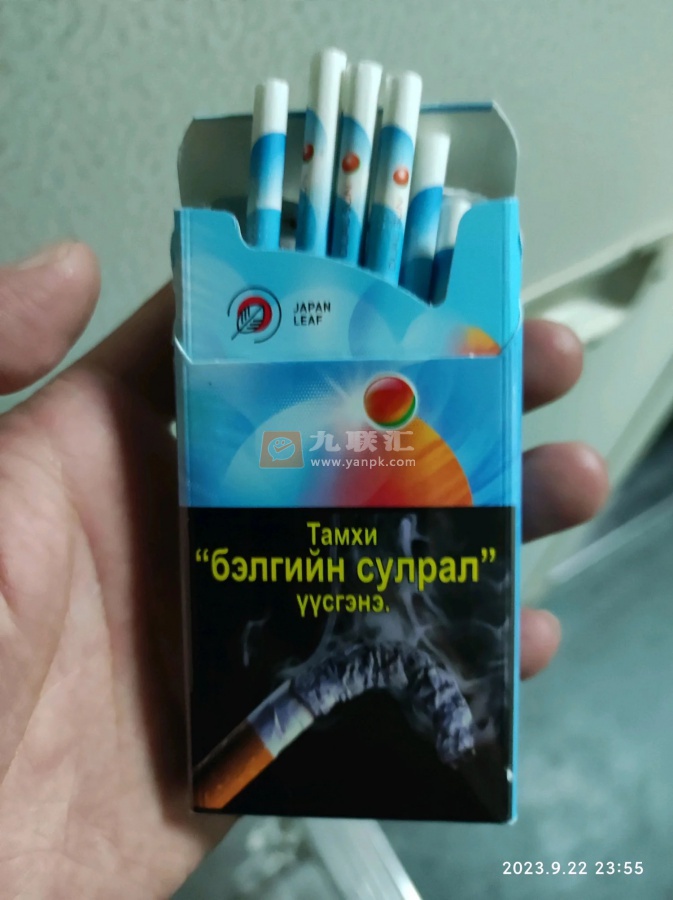 JAPAN
LEAF
九联汇
www.yanpk.com
Тамхи
“бэлгийн сулрал”
үүсгэнэ.
2023.9.22 23:55